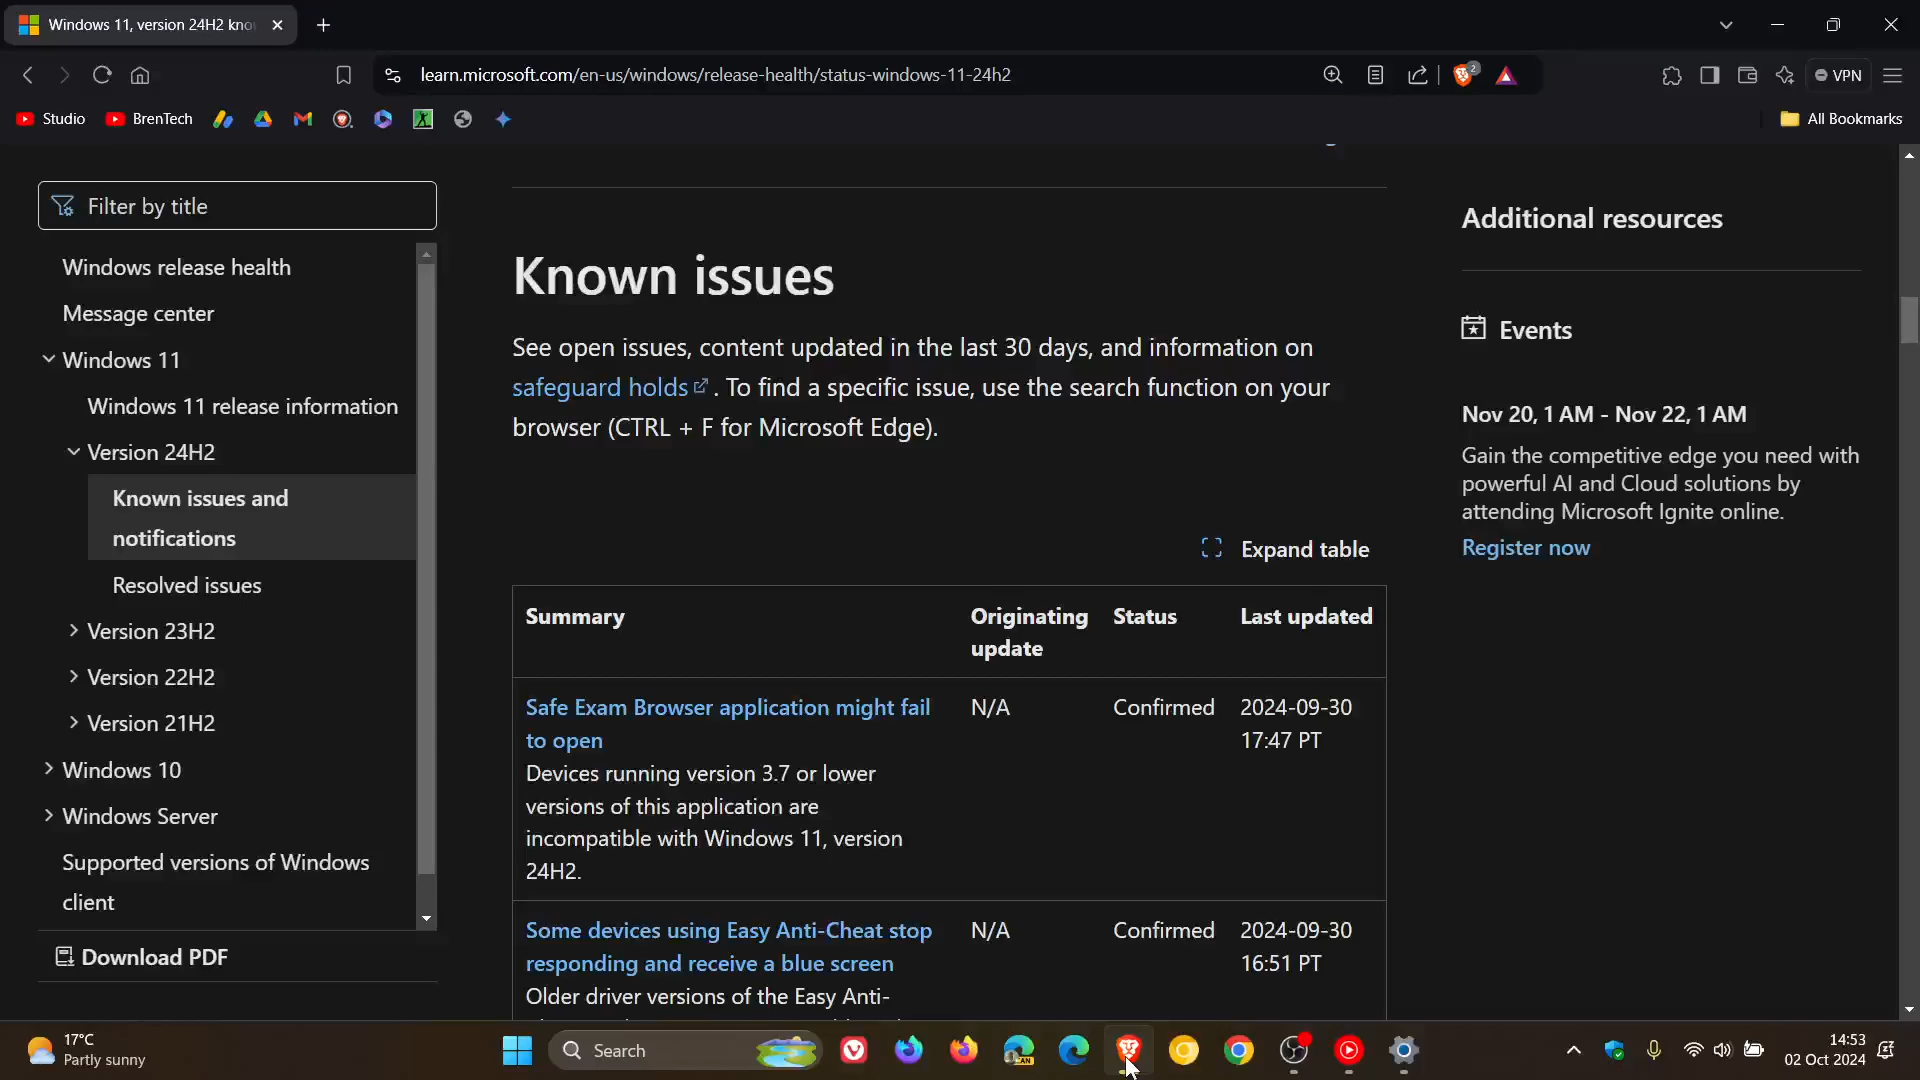 Windows 11, version 24H2 kno
learn.microsoft.com/en-us/windows/release-health/status-windows-11-24h2
2
VPN
Studio
BrenTech
All Bookmarks
Filter by title
Windows release health
Message center
Windows 11
Windows 11 release information
Version 24H2
Known issues and
notifications
Resolved issues
Version 23H2
Version 22H2
Version 21H2
Windows 10
Windows Server
Supported versions of Windows
client
Download PDF
Known issues
See open issues, content updated in the last 30 days, and information on
safeguard holds. To find a specific issue, use the search function on your
browser (CTRL + F for Microsoft Edge).
Expand table
Summary
Originating
update
Status
Last updated
Safe Exam Browser application might fail
to open
Devices running version 3.7 or lower
versions of this application are
incompatible with Windows 11, version
24H2.
N/A
Confirmed
2024-09-30
17:47 PT
Some devices using Easy Anti-Cheat stop
responding and receive a blue screen
Older driver versions of the Easy Anti-
N/A
Confirmed
2024-09-30
16:51 PT
Additional resources
Events
Nov 20, 1 AM - Nov 22, 1 AM
Gain the competitive edge you need with
powerful AI and Cloud solutions by
attending Microsoft Ignite online.
Register now
17°C
Partly sunny
Search
14:53
02 Oct 2024